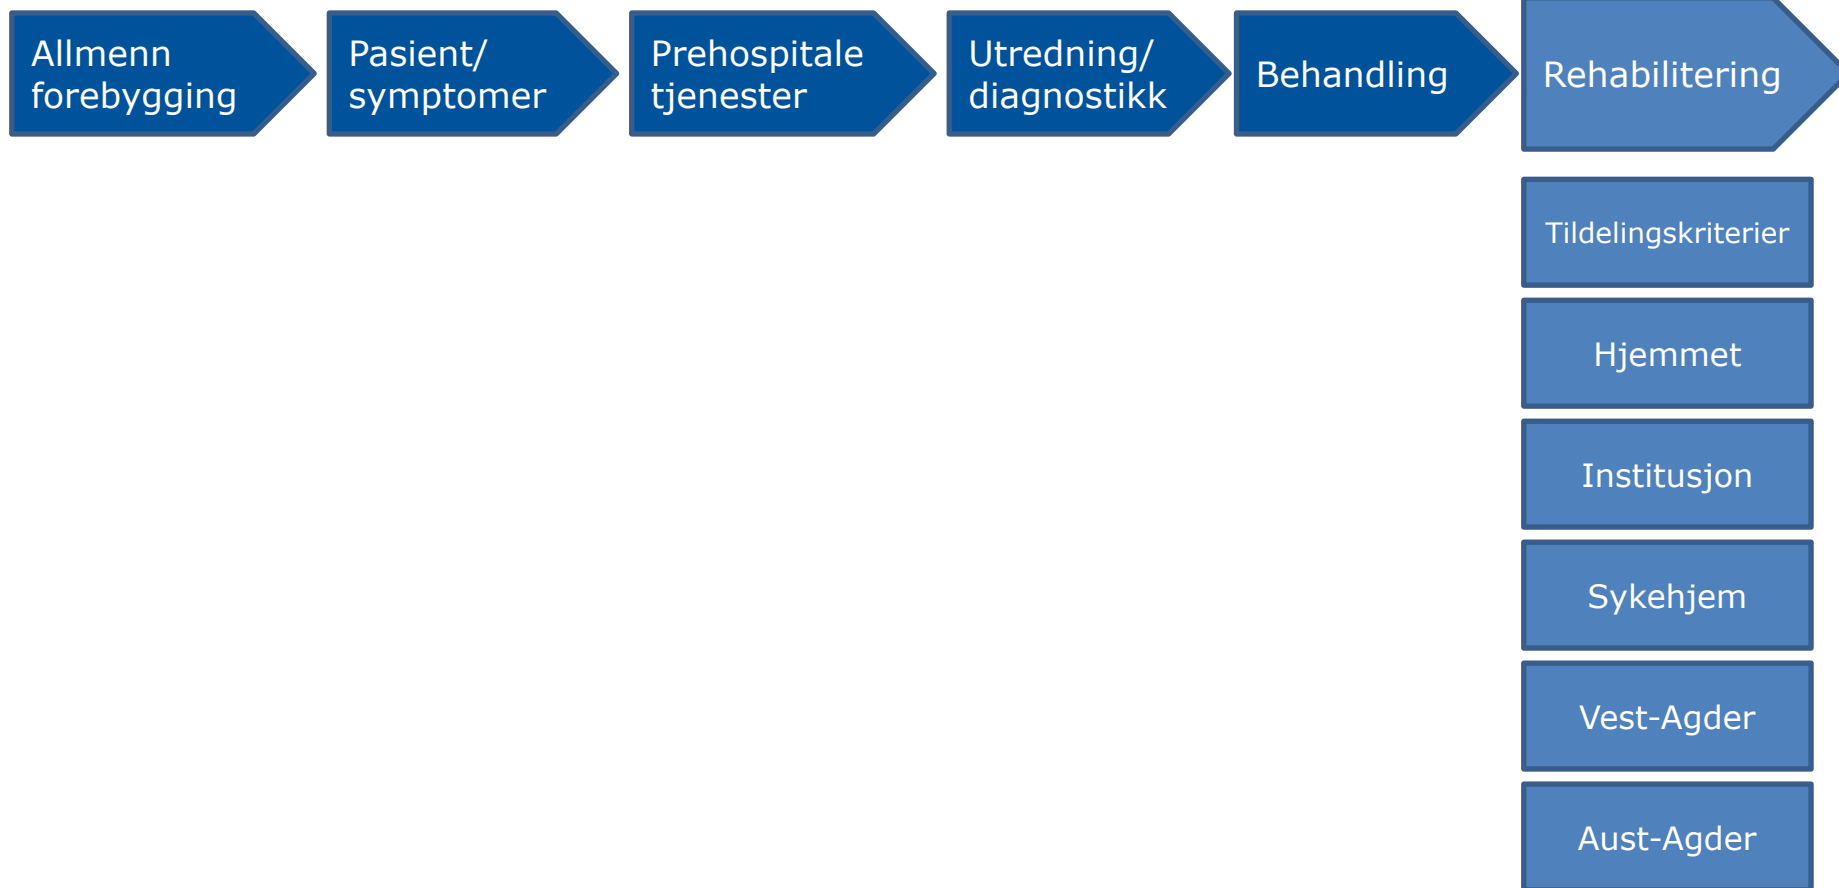 Allmenn
forebygging
Pasient/
symptomer
Prehospitale
tjenester
Utredning/
diagnostikk
Behandling
Rehabilitering
Tildelingskriterier
Hjemmet
Institusjon
Sykehjem
Vest-Agder
Aust-Agder